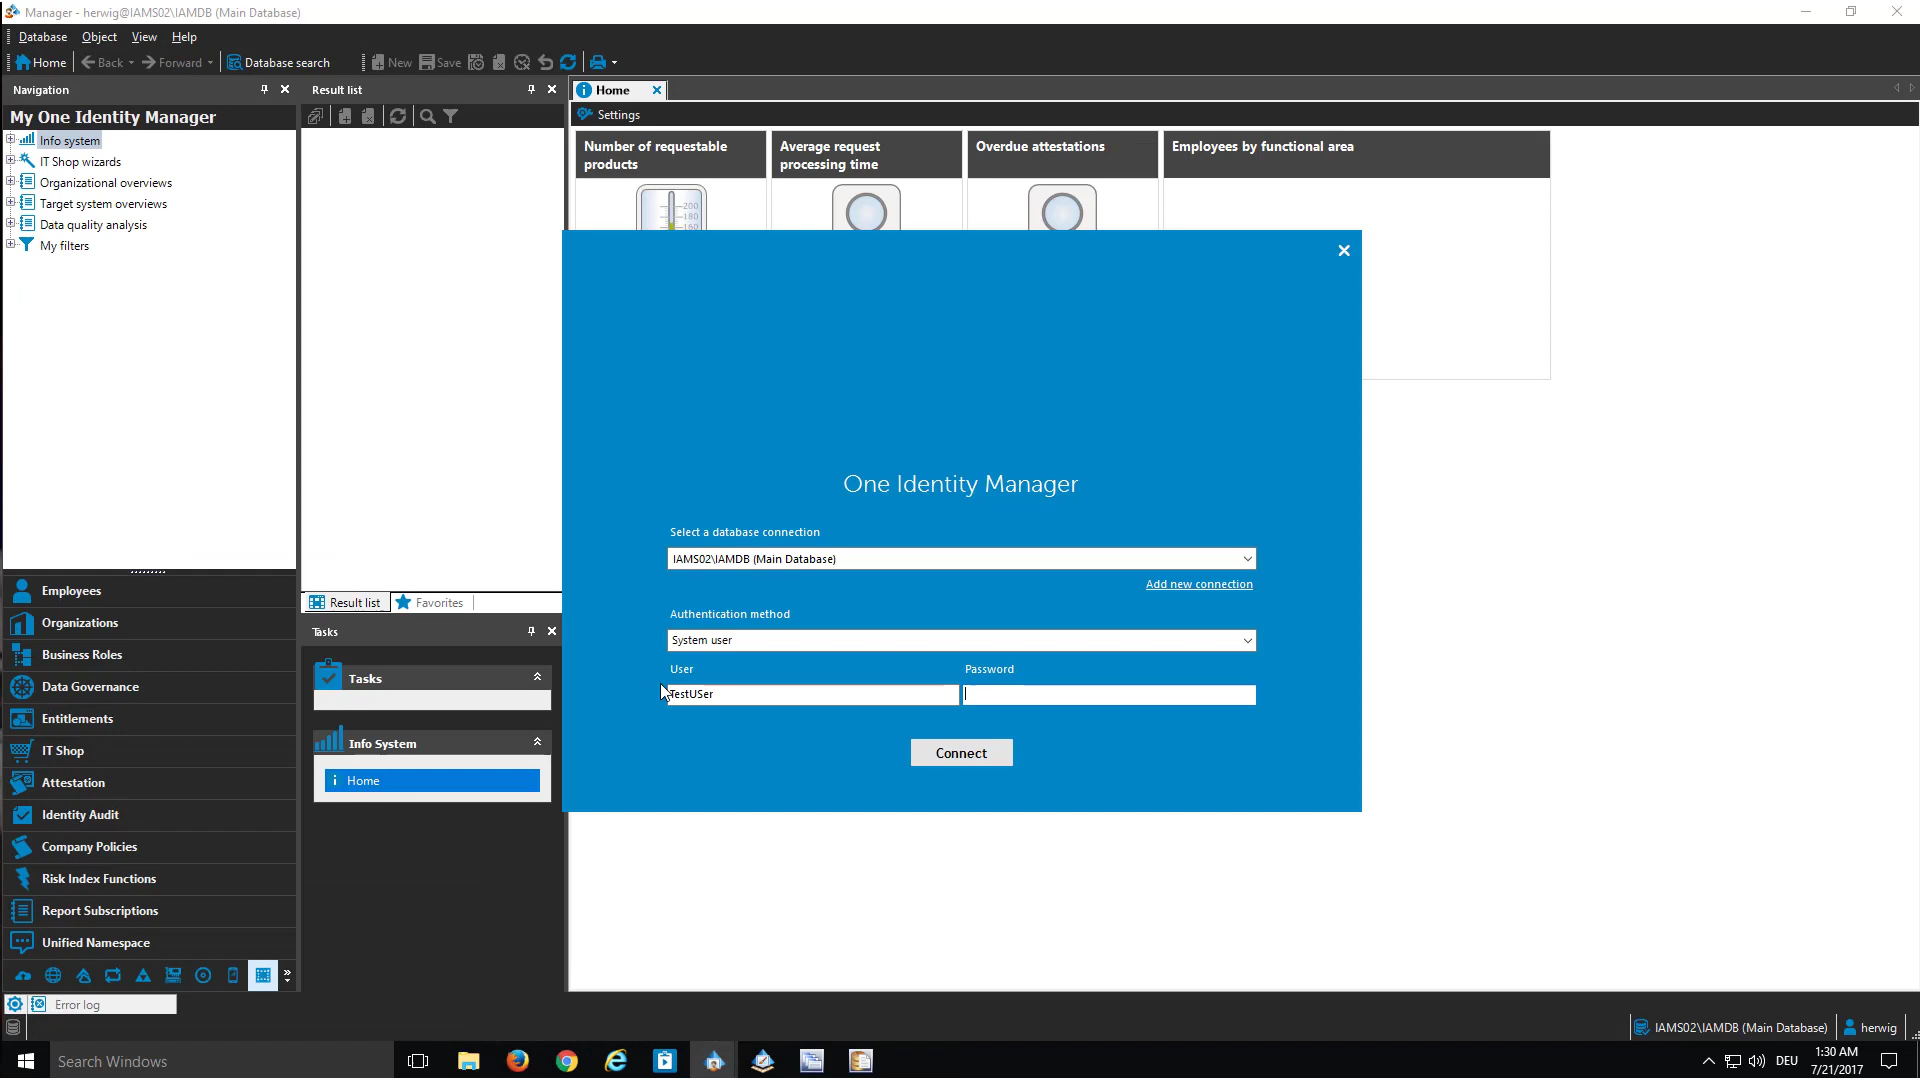 Manager - herwig@IAMS02\IAMDB (Main Database)
Database Object View Help
Home Back Forward Database search New Save
Navigation
My One Identity Manager
Info system
IT Shop wizards
Organizational overviews
Target system overviews
Data quality analysis
My filters
Employees
Organizations
Business Roles
Data Governance
Entitlements
IT Shop
Attestation
Identity Audit
Company Policies
Risk Index Functions
Report Subscriptions
Unified Namespace
Error log
Result list
Result list Favorites
Tasks
Tasks
Info System
Home
Home
Settings
Number of requestable
products
Average request
processing time
Overdue attestations
Employees by functional area
200
180
160
One Identity Manager
Select a database connection
IAMS02\IAMDB (Main Database)
Add new connection
Authentication method
System user
User Password
TestUSer
Connect
IAMS02\IAMDB (Main Database) herwig
Search Windows
DEU
1:30 AM
7/21/2017